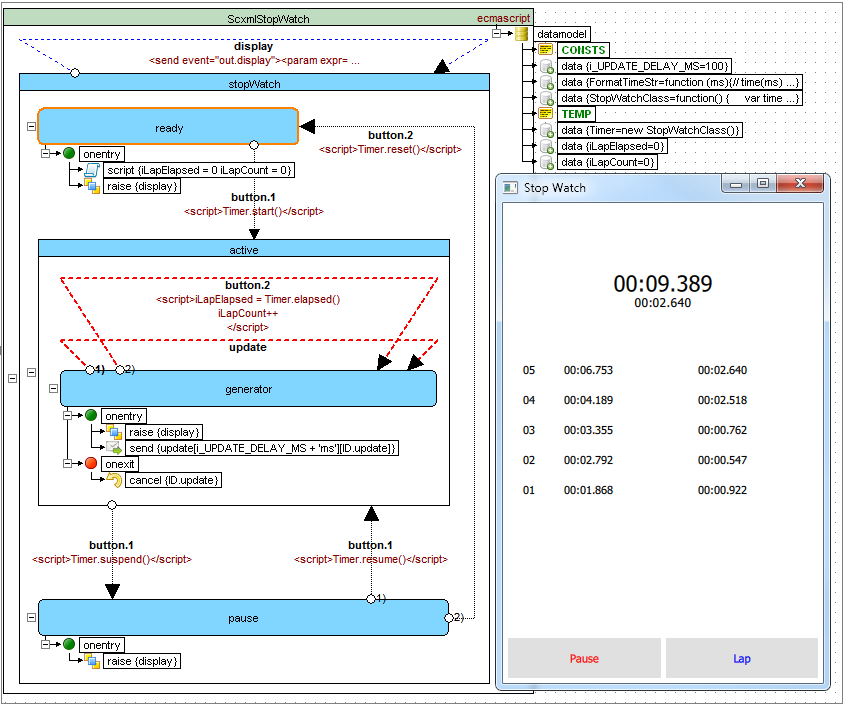 ScxmlStopWatch
ecmascript
display
<send event="out.display"><param expr= ...
stopWatch
ready
button.2
<script>Timer.reset()</script>
onentry
script {iLapElapsed = 0 iLapCount = 0}
raise {display}
button.1
<script>Timer.start()</script>
active
button.2
<script>iLapElapsed = Timer.elapsed()
iLapCount++
</script>
update
1) 2)
generator
onentry
raise {display}
send {update[i_UPDATE_DELAY_MS + 'ms'][ID.update]}
onexit
cancel {ID.update}
button.1
<script>Timer.suspend()</script>
button.1
<script>Timer.resume()</script>
1)
pause
2)
onentry
raise {display}
datamodel
CONSTS
data {i_UPDATE_DELAY_MS=100}
data {FormatTimeStr=function (ms){// time(ms) ...}
data {StopWatchClass=function() { var time ...}
TEMP
data {Timer=new StopWatchClass()}
data {iLapElapsed=0}
data {iLapCount=0}
Stop Watch
00:09.389
00:02.640
05 00:06.753 00:02.640
04 00:04.189 00:02.518
03 00:03.355 00:00.762
02 00:02.792 00:00.547
01 00:01.868 00:00.922
Pause Lap